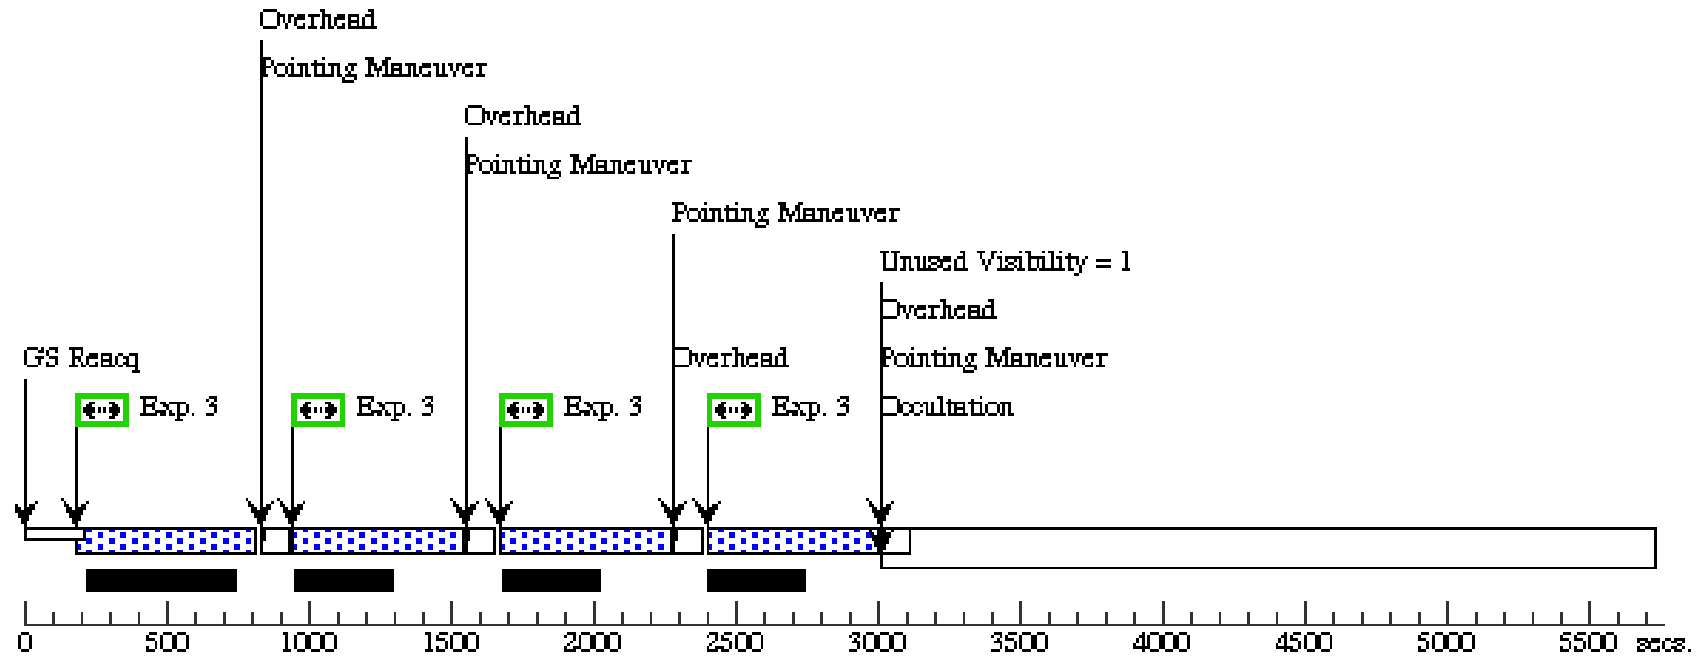 Overhead
Pointing Maneuver
Overhead
Pointing Maneuver
Pointing Maneuver
Unused Visibility = 1
Overhead
GS Reacq
Overhead
Pointing Maneuver
Exp. 3
Exp. 3
Exp. 3
Exp. 3
Occultation
0 500 1000 1500 2000 2500 3000 3500 4000 4500 5000 5500 secs.